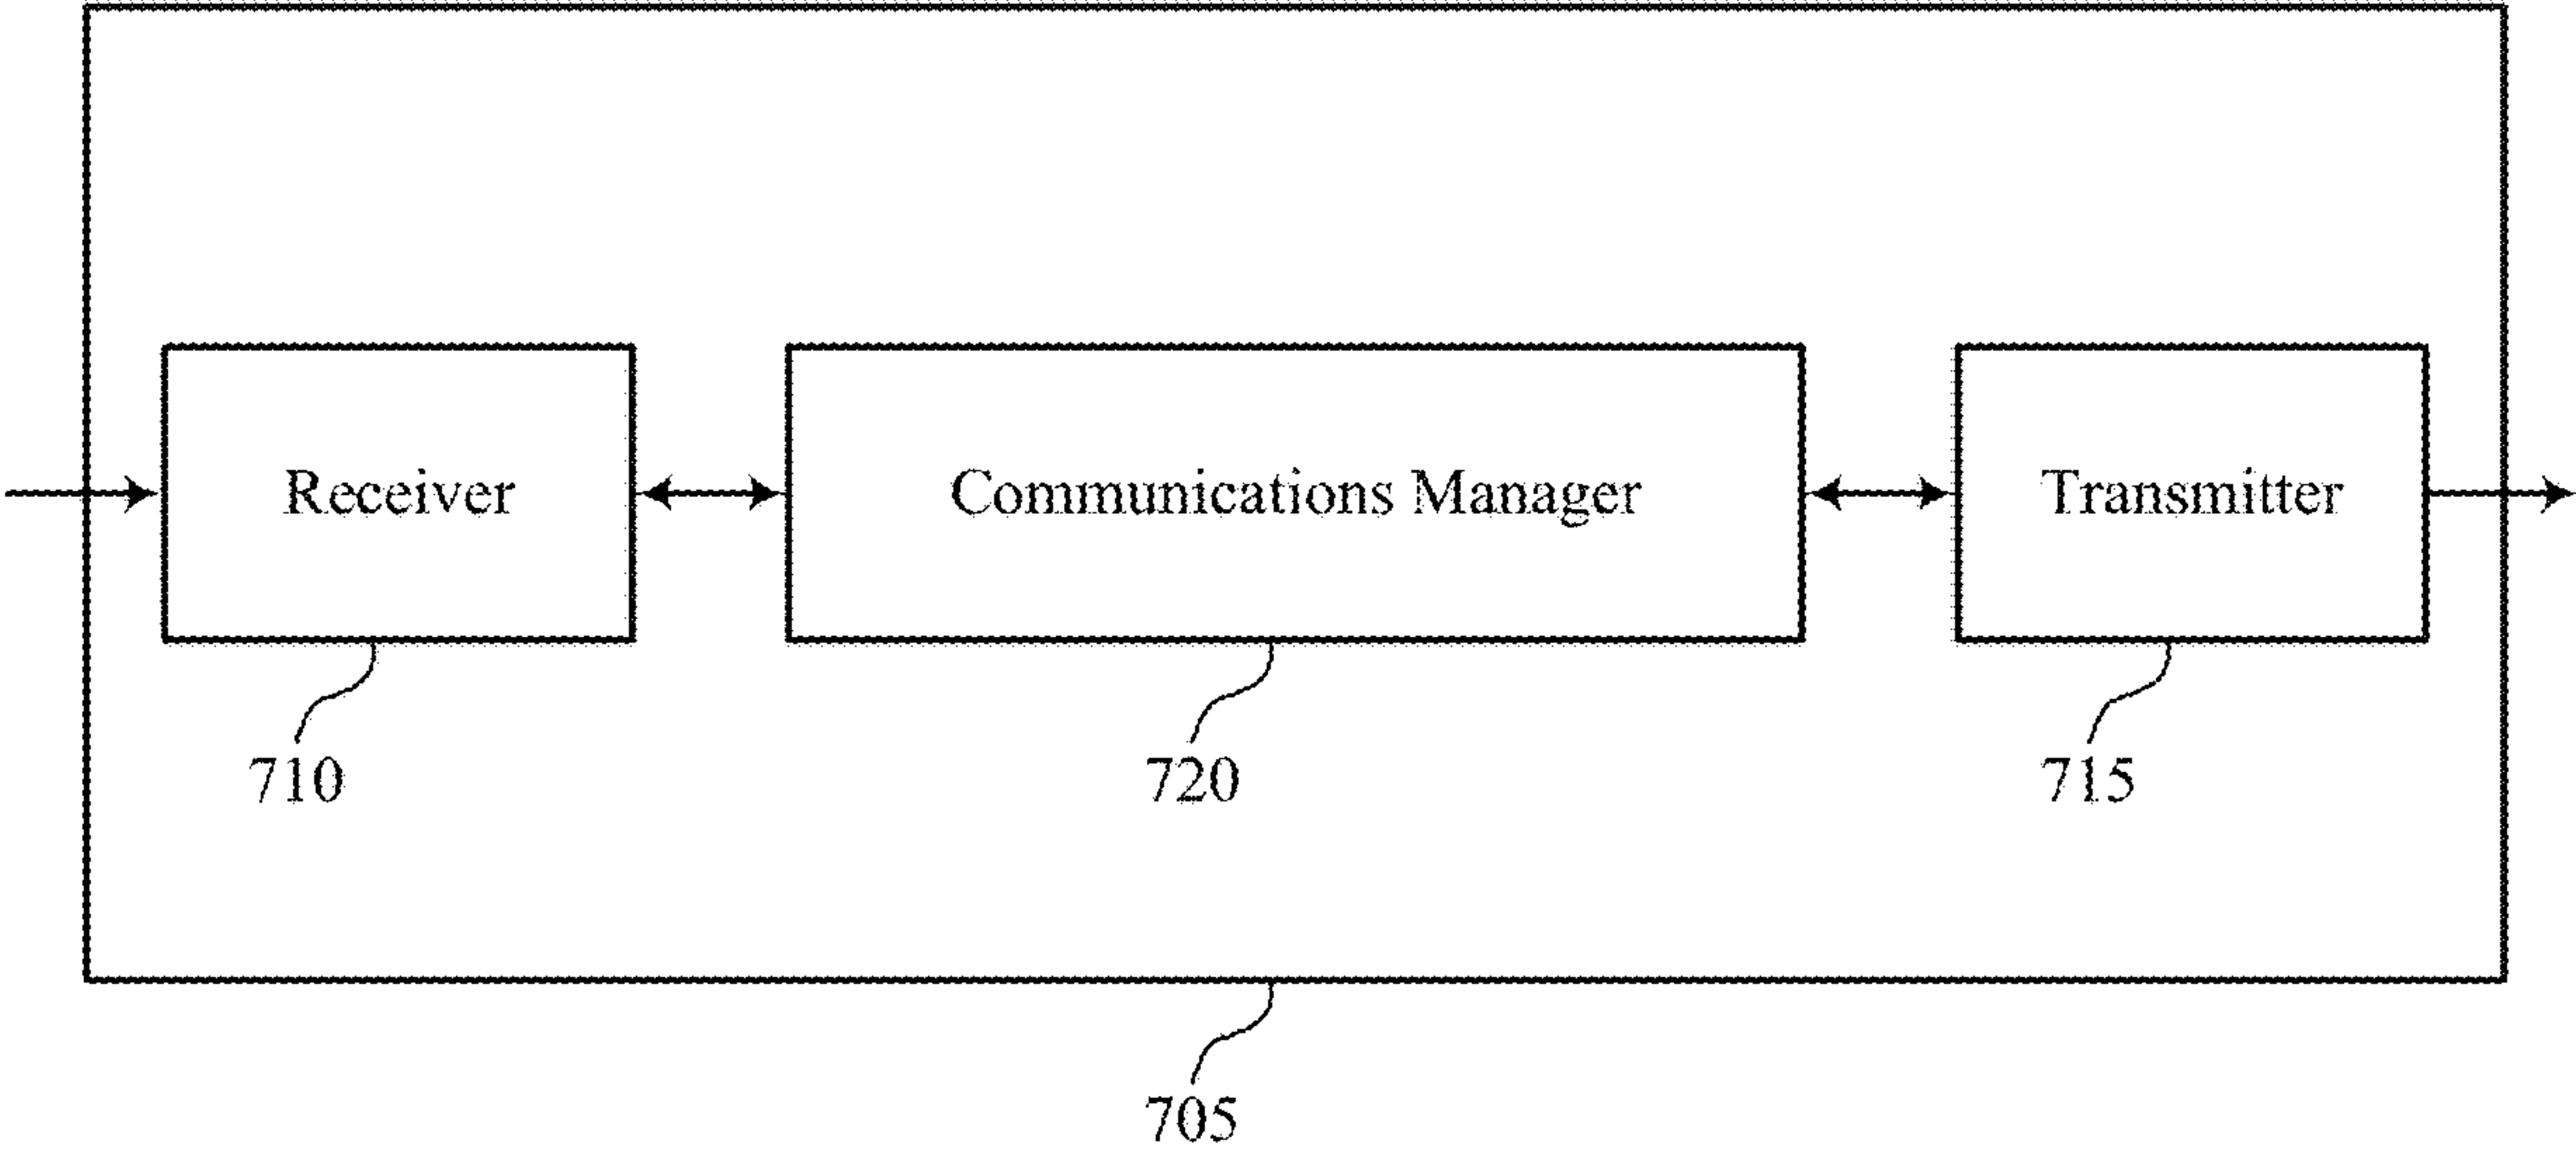 Receiver
Communications Manager
Transmitter
710
720
715
705